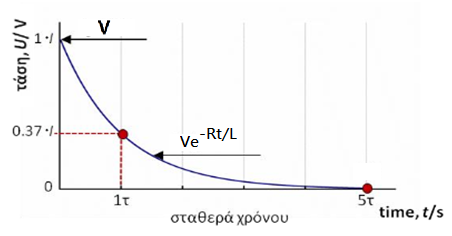 V
1
τάση, U/ V
0.37
Ve-Rt/L
0
1τ
5τ
time, t/s
σταθερά χρόνου